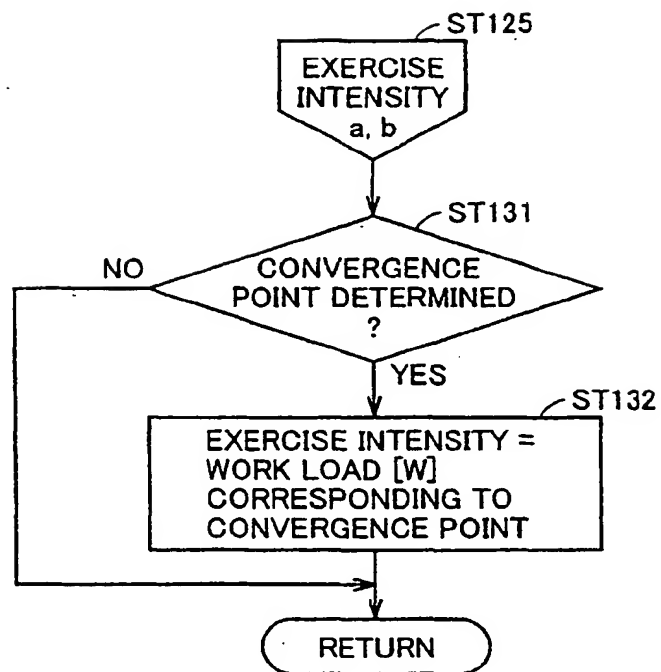 ST125
EXERCISE
INTENSITY
a, b
ST131
NO
CONVERGENCE
POINT DETERMINED
?
YES
ST132
EXERCISE INTENSITY =
WORK LOAD [W]
CORRESPONDING TO
CONVERGENCE POINT
RETURN